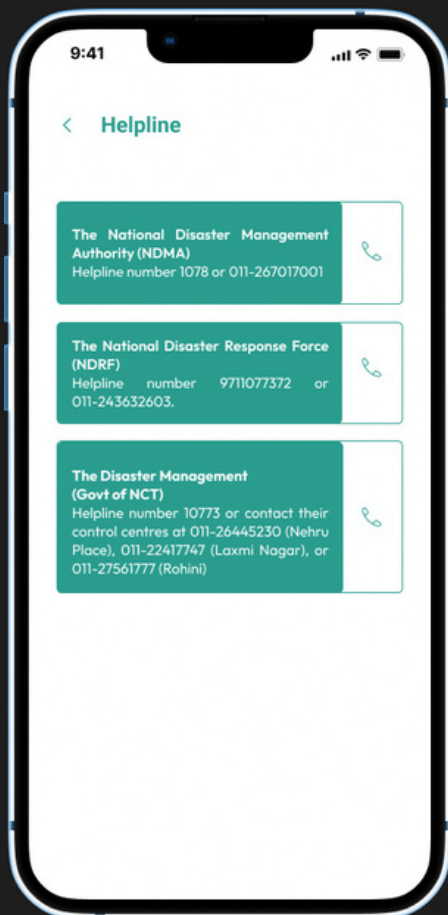 9:41
Helpline
The National Disaster Management
Authority (NDMA)
Helpline number 1078 or 011-267017001
The National Disaster Response Force
(NDRF)
Helpline number 9711077372 or
011-243632603.
The Disaster Management
(Govt of NCT)
Helpline number 10773 or contact their
control centres at 011-26445230 (Nehru
Place), 011-22417747 (Laxmi Nagar), or
011-27561777 (Rohini)